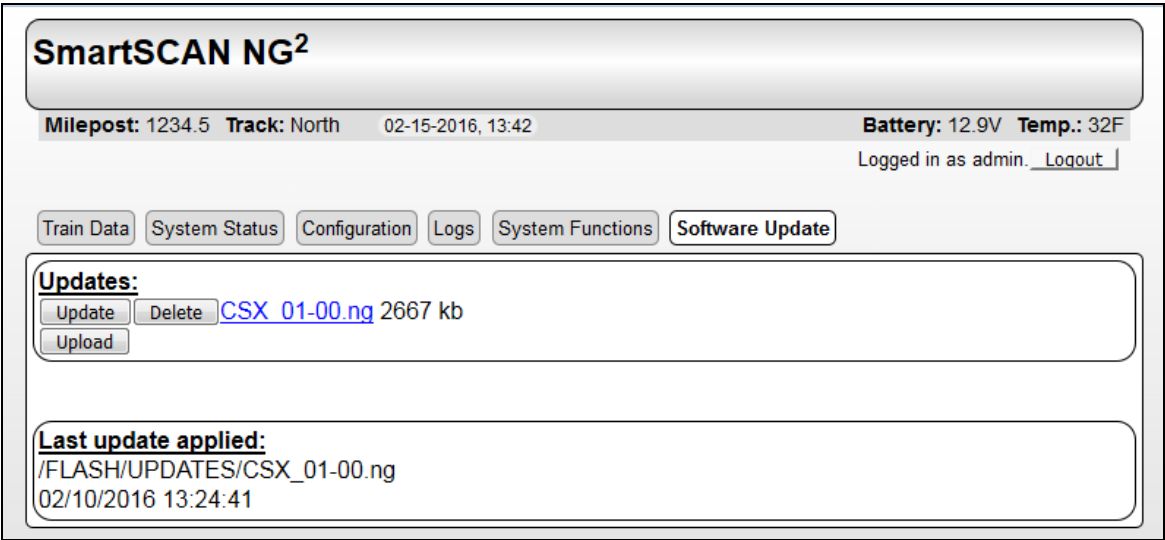 SmartSCAN NG²
Milepost: 1234.5 Track: North 02-15-2016, 13:42 Battery: 12.9V Temp.: 32F
Logged in as admin. Logout
Train Data System Status Configuration Logs System Functions Software Update
Updates:
Update Delete CSX_01-00.ng 2667 kb
Upload
Last update applied:
/FLASH/UPDATES/CSX_01-00.ng
02/10/2016 13:24:41